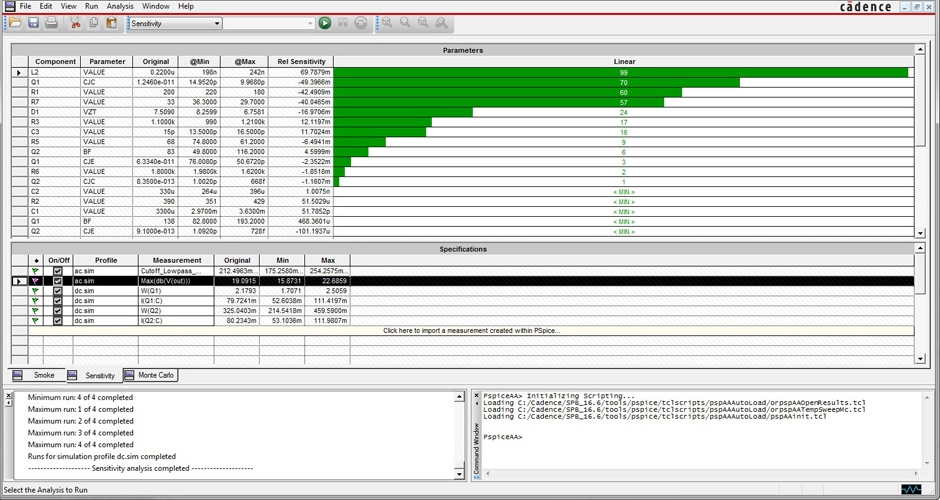 File Edit View Run Analysis Window Help
cādence
Sensitivity
Parameters
Component Parameter Original @Min @Max Rel Sensitivity Linear
L2 VALUE 0.2200u 198n 242n 69.7879m 99
Q1 CJC 1.2460e-011 14.9520p 9.9680p -49.3966m 70
R1 VALUE 200 220 180 -42.4909m 60
R7 VALUE 33 36.3000 29.7000 -40.0465m 57
D1 VZT 7.5090 8.2599 6.7581 -16.9706m 24
R3 VALUE 1.1000k 990 1.2100k 12.1197m 17
C3 VALUE 15p 13.5000p 16.5000p 11.7024m 16
R5 VALUE 68 74.8000 61.2000 -6.4941m 9
Q2 BF 83 49.8000 116.2000 4.5999m 6
Q1 CJE 6.3340e-011 76.0080p 50.6720p -2.3522m 3
R6 VALUE 1.8000k 1.9800k 1.6200k -1.8518m 2
Q2 CJC 8.3500e-013 1.0020p 668f -1.1607m 1
C2 VALUE 330u 264u 396u 1.0075n < MIN >
R2 VALUE 390 351 429 51.5029u < MIN >
C1 VALUE 3300u 2.9700m 3.6300m 51.7852p < MIN >
Q1 BF 138 82.8000 193.2000 468.3601u < MIN >
Q2 CJE 9.1000e-013 1.0920p 728f -101.1937u < MIN >
Specifications
On/Off Profile Measurement Original Min Max
ac.sim Cutoff_Lowpass_... 212.4963m... 175.2580m... 254.2575m...
ac.sim Max(db(V(out))) 19.0915 15.8731 22.6859
dc.sim W(Q1) 2.1793 1.7071 2.5059
dc.sim I(Q1:C) 79.7241m 52.6038m 111.4197m
dc.sim W(Q2) 325.0403m 214.5418m 459.5900m
dc.sim I(Q2:C) 80.2343m 53.1036m 111.9807m
Click here to import a measurement created within PSpice...
Smoke Sensitivity Monte Carlo
Minimum run: 4 of 4 completed
Maximum run: 1 of 4 completed
Maximum run: 2 of 4 completed
Maximum run: 3 of 4 completed
Maximum run: 4 of 4 completed
Runs for simulation profile dc.sim completed
-------------------- Sensitivity analysis completed --------------------
Command Window
PspiceAA> Initializing Scripting...
Loading C:/Cadence/SPB_16.6/tools/pspice/tclscripts/pspAAAutoLoad/orpspAAOpenResults.tcl
Loading C:/Cadence/SPB_16.6/tools/pspice/tclscripts/pspAAAutoLoad/orpspAATempSweepMc.tcl
Loading C:/Cadence/SPB_16.6/tools/pspice/tclscripts/pspAAAutoLoad/pspAAinit.tcl
PspiceAA>
Select the Analysis to Run